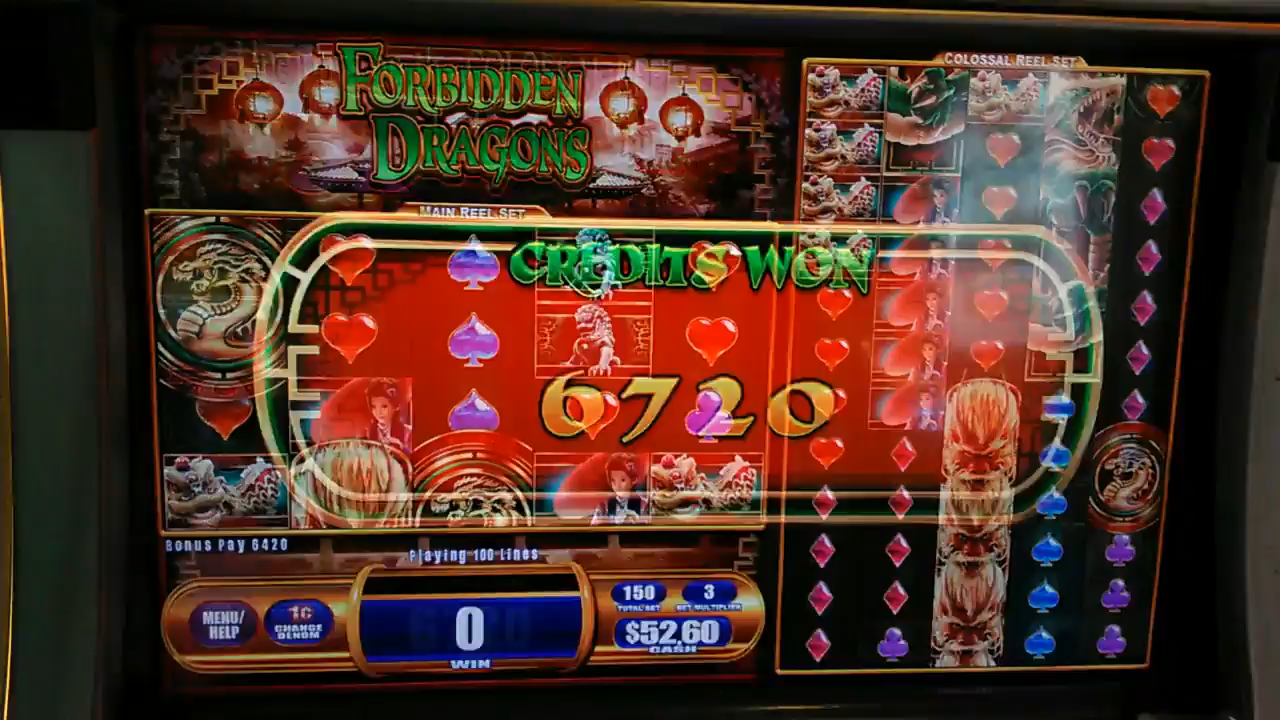 COLOSSAL REEL SET
FORBIDDEN
DRAGONS
MAIN REEL SET
CREDITS WON
6720
Bonus Pay 6420
Playing 100 Lines
MENU/
HELP
1¢
CHANGE
DENOM
0
WIN
150
TOTAL BET
3
BET MULTIPLIER
$52.60
CASH